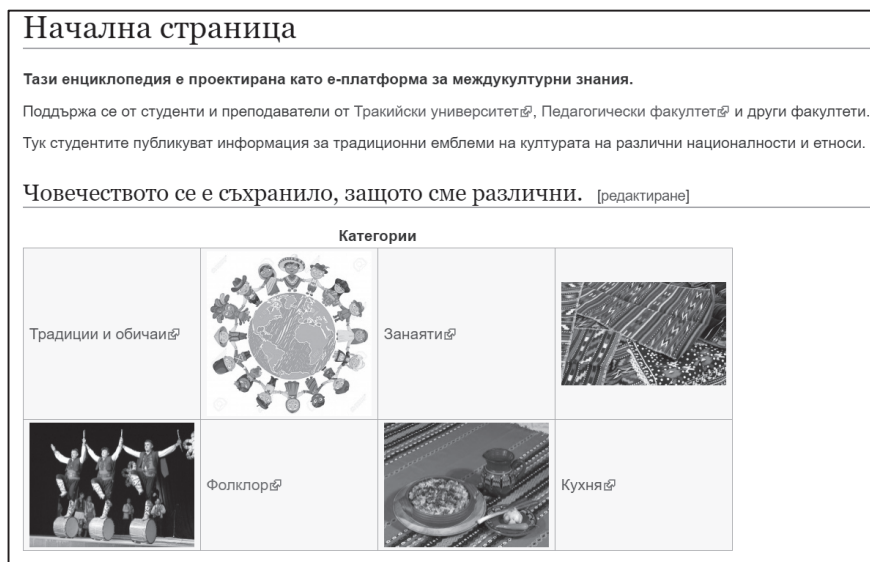 Начална страница
Тази енциклопедия е проектирана като е-платформа за междукултурни знания.
Поддържа се от студенти и преподаватели от Тракийски университет, Педагогически факултет и други факултети.
Тук студентите публикуват информация за традиционни емблеми на културата на различни националности и етноси.
Човечеството се е съхранило, защото сме различни. [редактиране]
Категории
Традиции и обичаи
Занаяти
Фолклор
Кухня